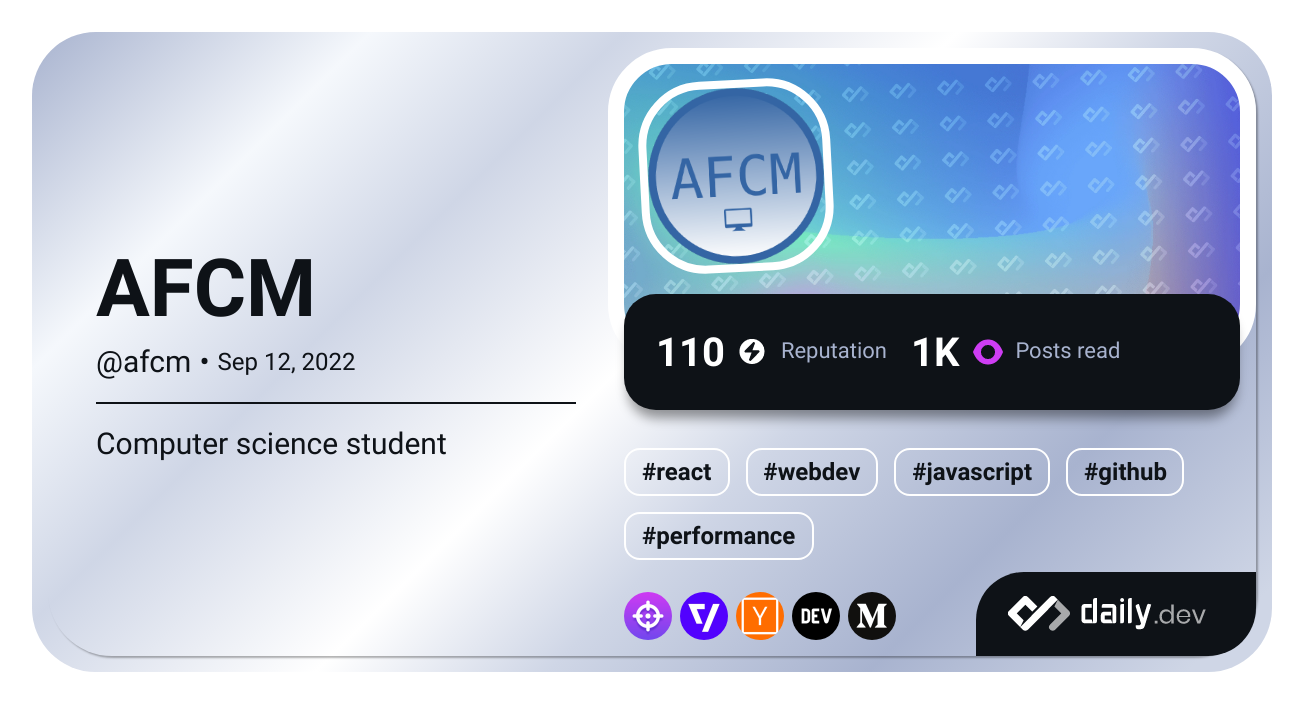 AFCM
@afcm • Sep 12, 2022
Computer science student
AFCM
110 Reputation 1K Posts read
#react #webdev #javascript #github
#performance
Y DEV M
daily.dev